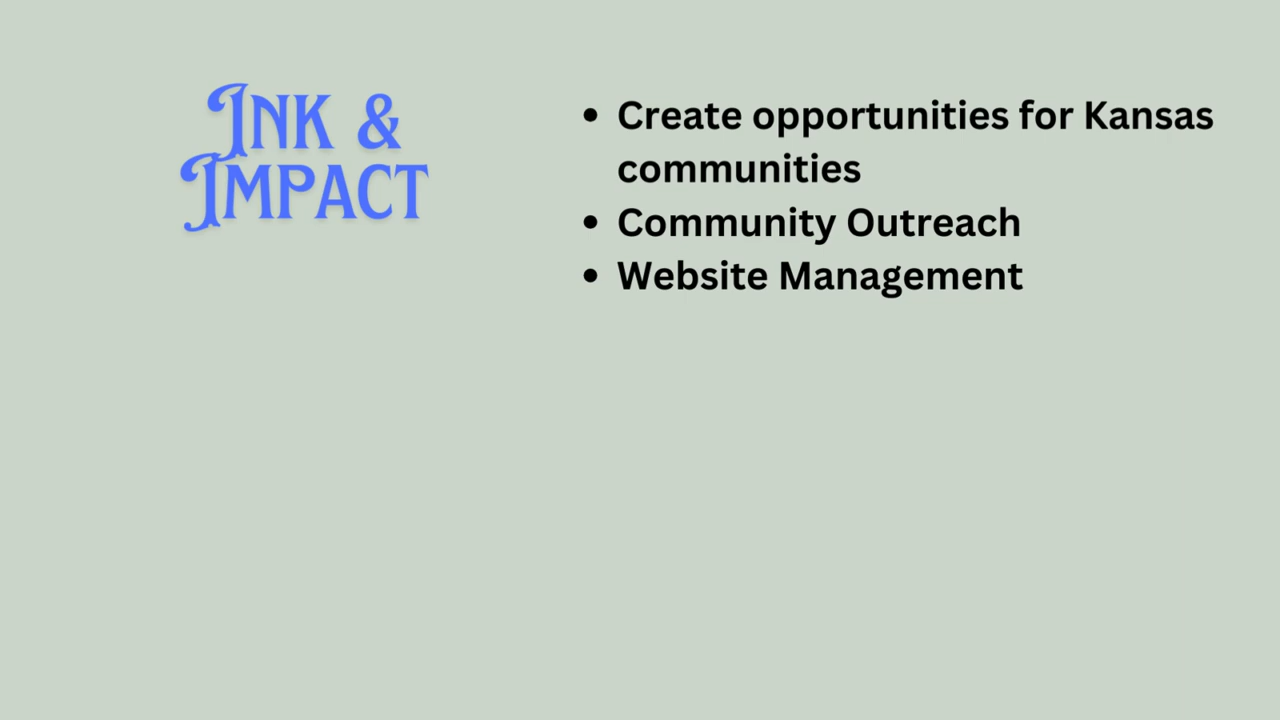 Ink &
Impact
• Create opportunities for Kansas
communities
• Community Outreach
• Website Management